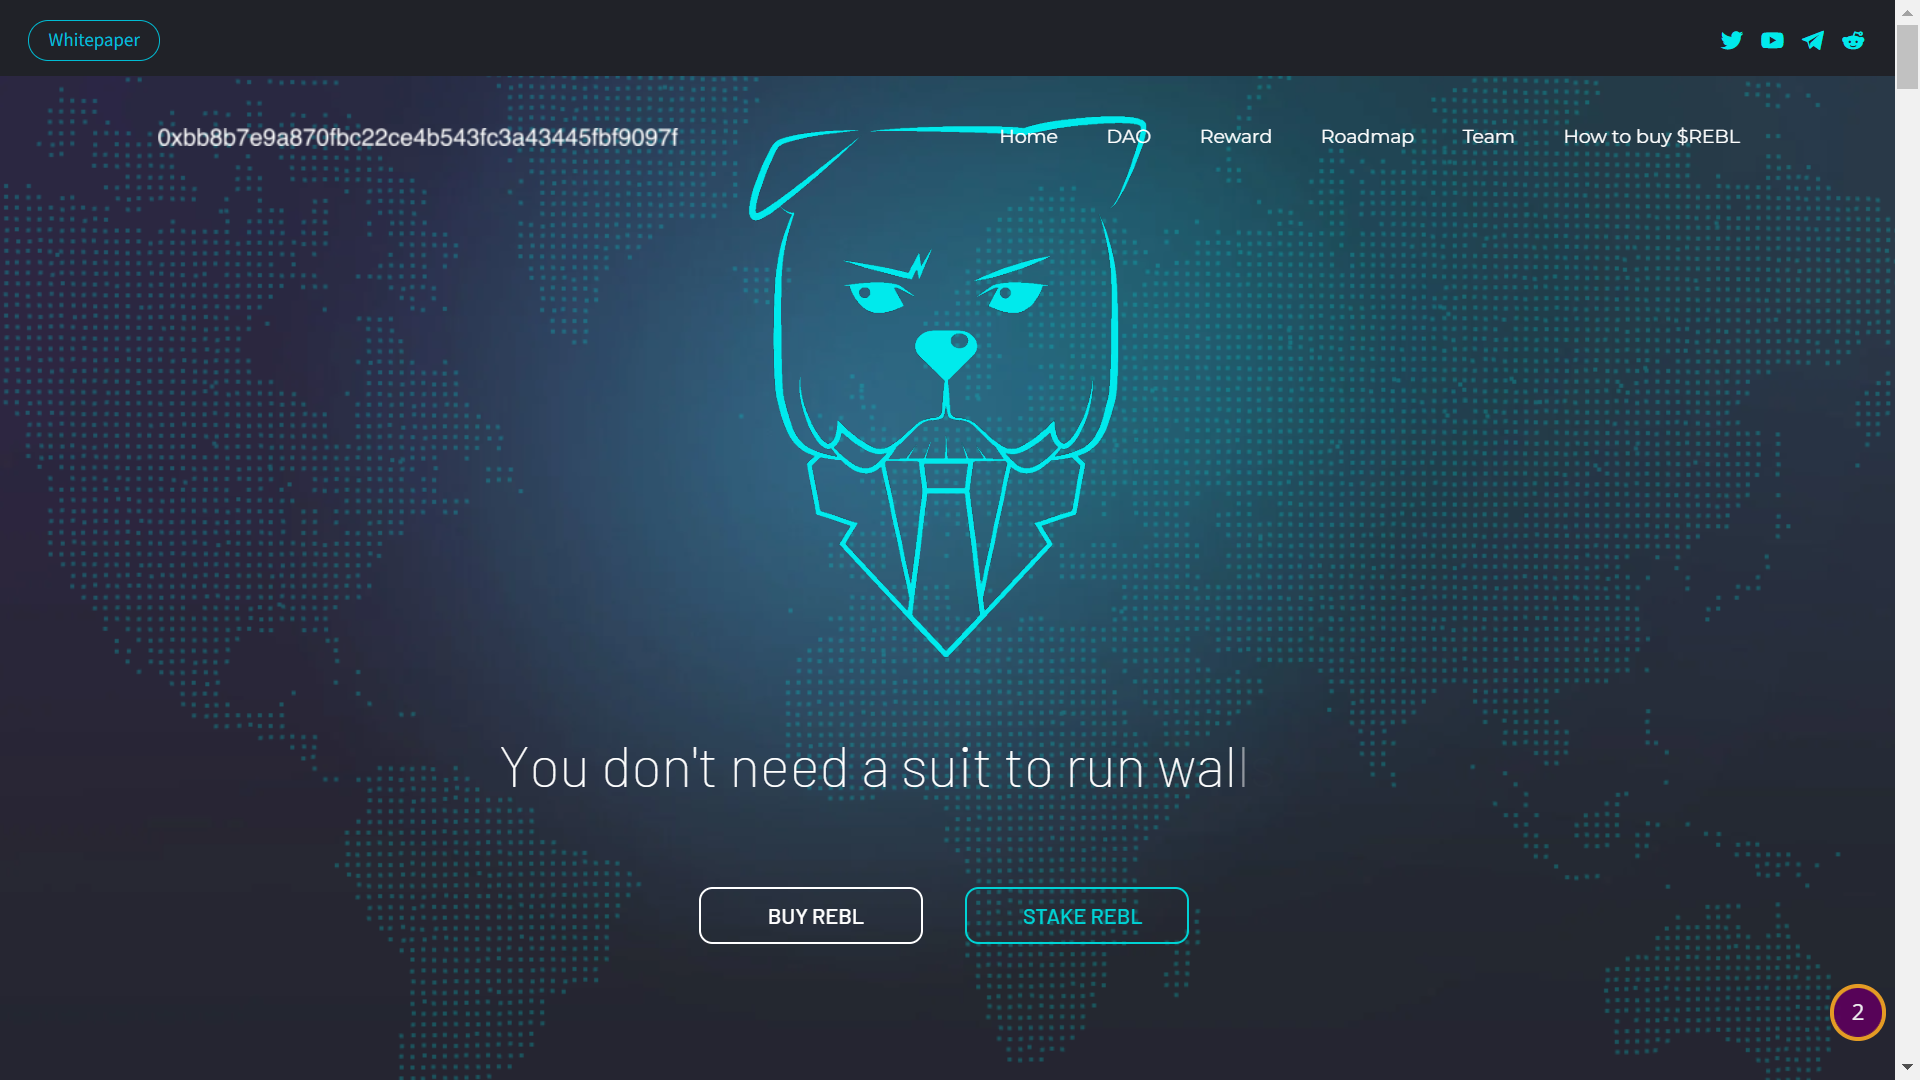 Whitepaper
0xbb8b7e9a870fbc22ce4b543fc3a43445fbf9097f
Home DAO Reward Roadmap Team How to buy $REBL
You don't need a suit to run wall
BUY REBL STAKE REBL
2